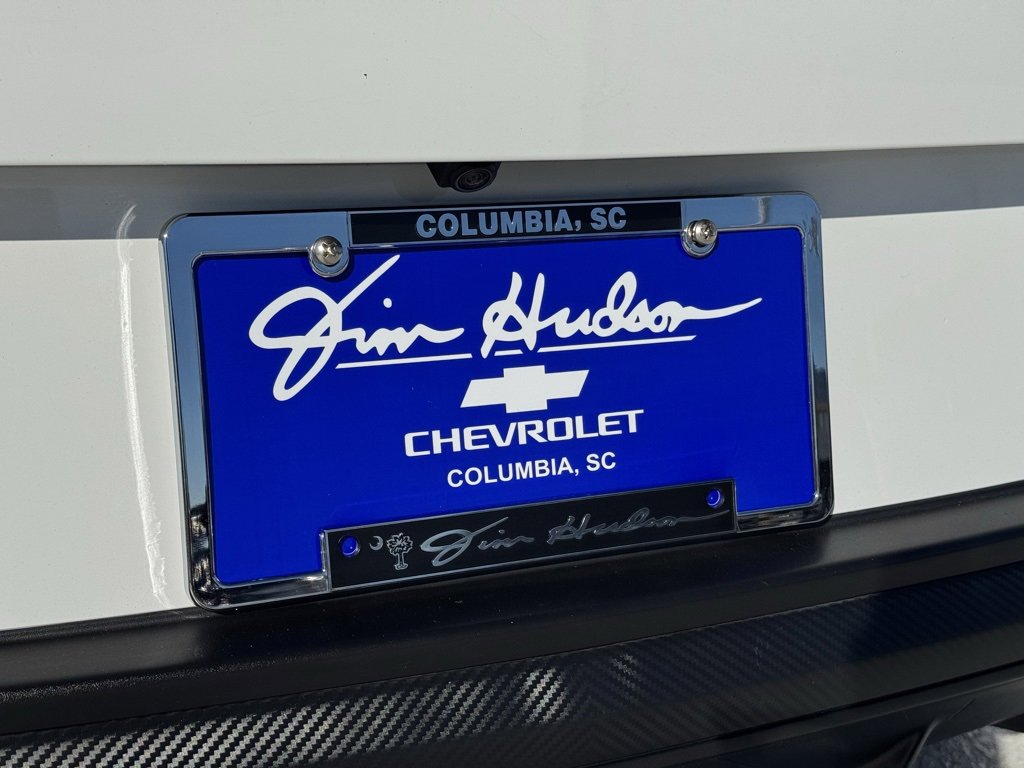 COLUMBIA, SC
Jim Hudson
CHEVROLET
COLUMBIA, SC
Jim Hudson